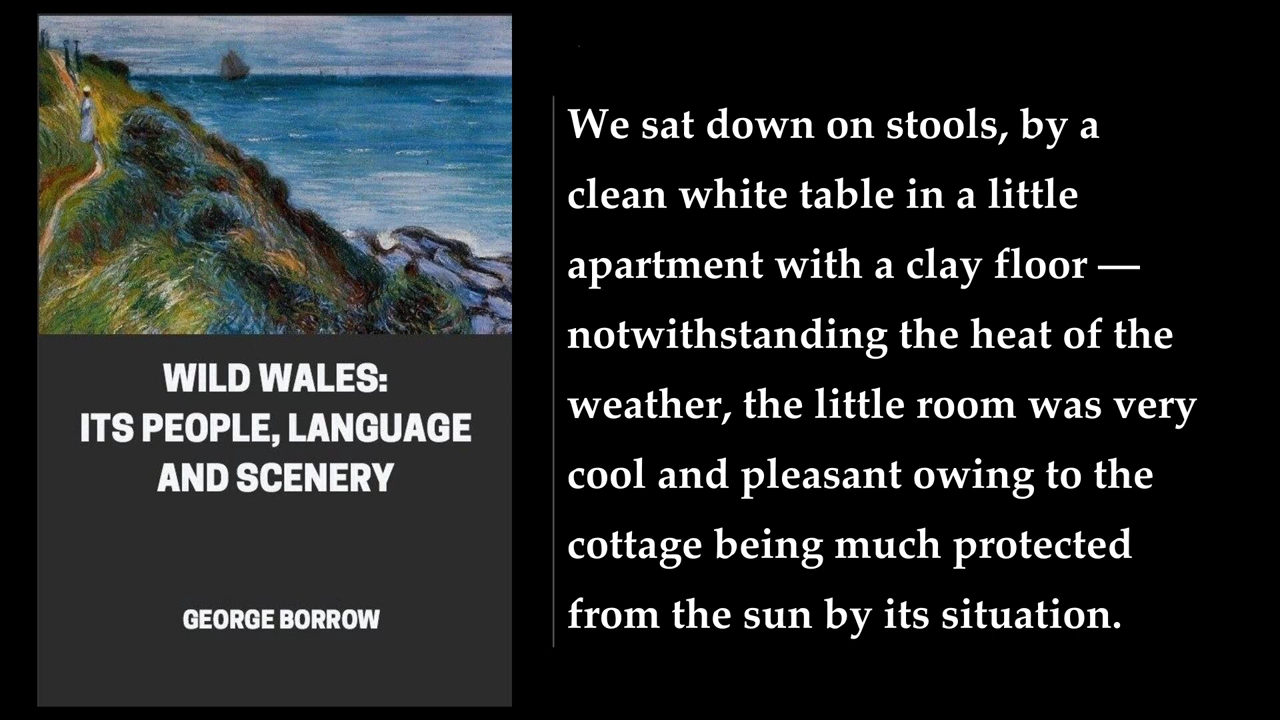 WILD WALES:
ITS PEOPLE, LANGUAGE
AND SCENERY
GEORGE BORROW
We sat down on stools, by a
clean white table in a little
apartment with a clay floor —
notwithstanding the heat of the
weather, the little room was very
cool and pleasant owing to the
cottage being much protected
from the sun by its situation.